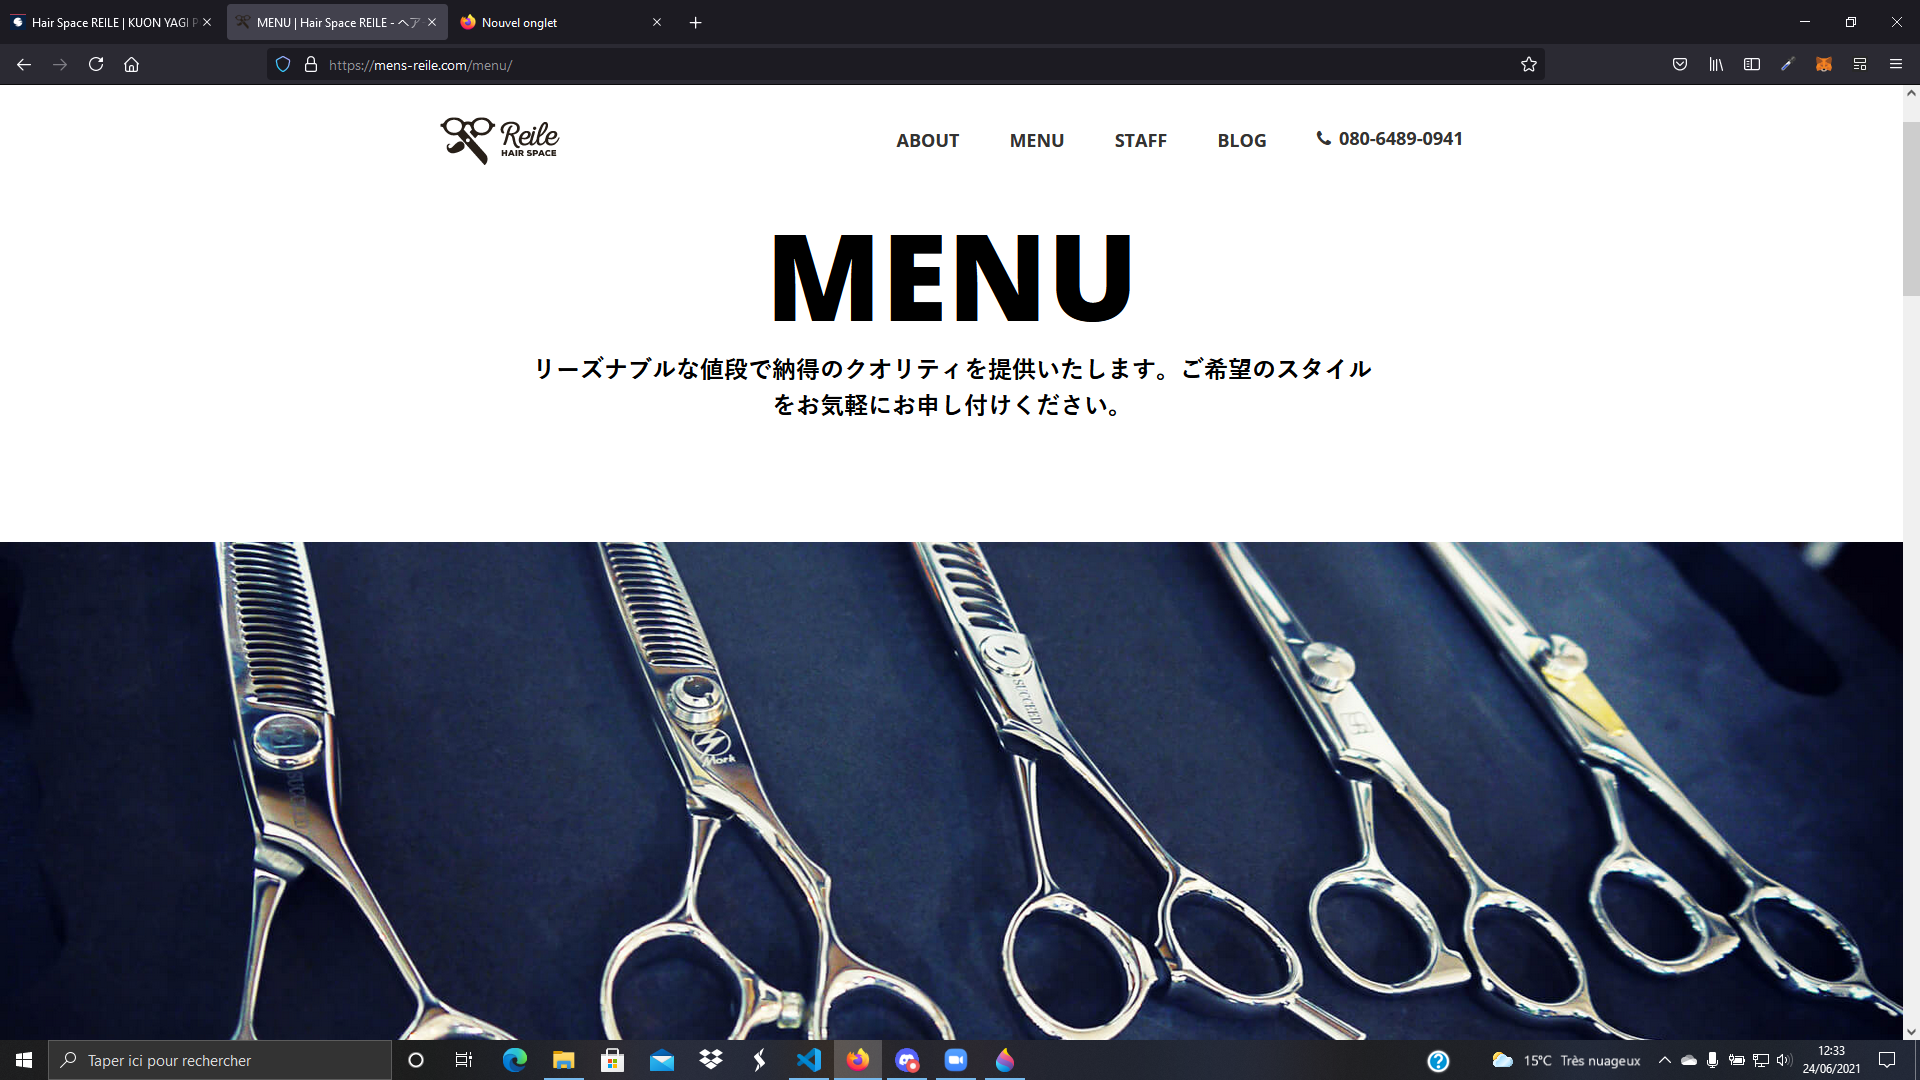 Hair Space REILE | KUON YAGI P
MENU | Hair Space REILE - ヘア
Nouvel onglet
https://mens-reile.com/menu/
Reile
HAIR SPACE
ABOUT
MENU
STAFF
BLOG
080-6489-0941
MENU
リーズナブルな値段で納得のクオリティを提供いたします。ご希望のスタイル
をお気軽にお申し付けください。
SUCCEED
Mork
SUCCEED
Taper ici pour rechercher
15°C Très nuageux
12:33
24/06/2021